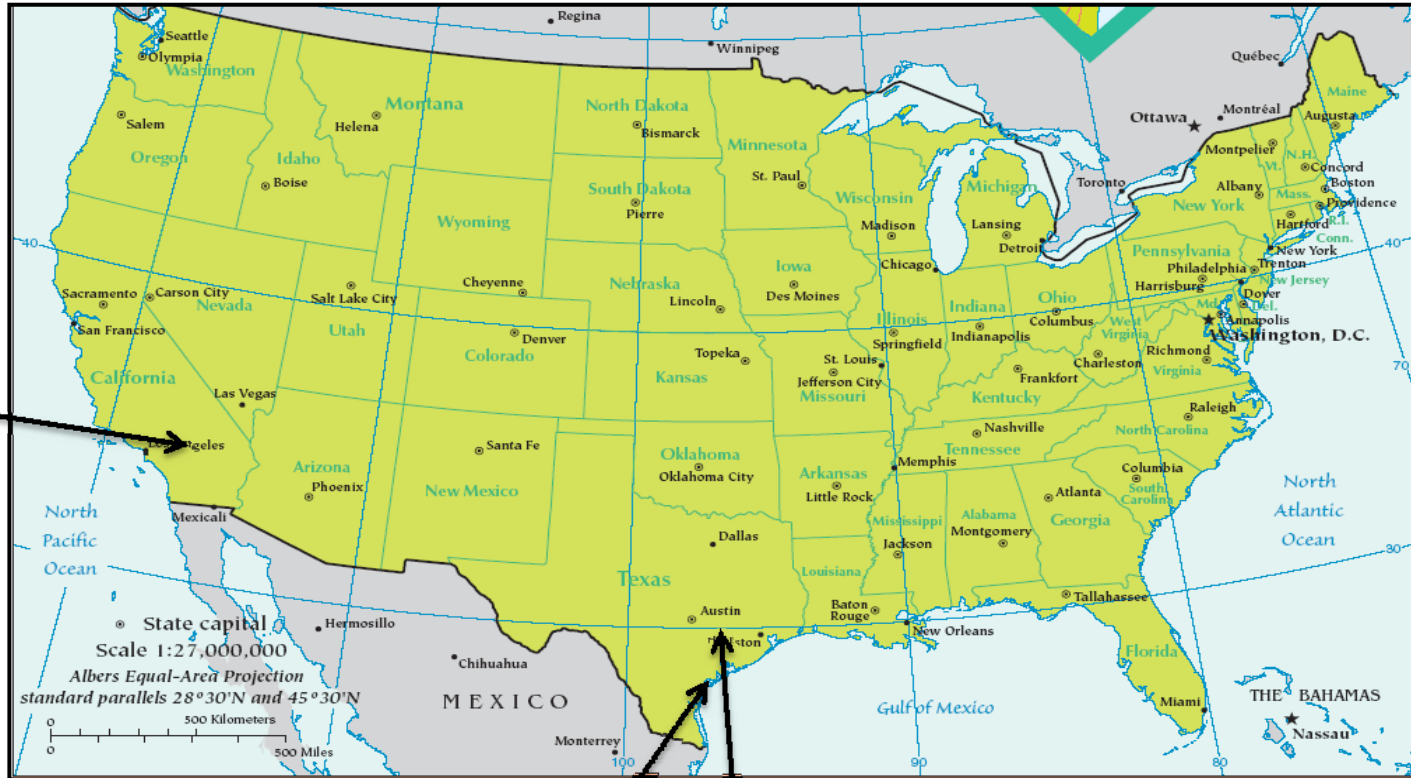 Regina
Winnipeg
Seattle
Olympia
Washington
Québec
Montana
North Dakota
Maine
Helena
Bismarck
Ottawa
Montréal
Augusta
Salem
Minnesota
Montpelier
N.H.
Oregon
Idaho
Concord
Boise
South Dakota
St. Paul
Wisconsin
Michigan
Toronto
Albany
Mass.
Boston
Pierre
New York
Providence
Wyoming
Madison
Lansing
Hartford
R.I.
Conn.
40
Detroit
40
Pennsylvania
New York
Chicago
Iowa
Philadelphia
Trenton
Cheyenne
Nebraska
Harrisburg
New Jersey
Sacramento
Carson City
Salt Lake City
Des Moines
Ohio
Dover
Nevada
Lincoln
Indiana
Md.
Del.
Utah
Illinois
Columbus
West
Virginia
Annapolis
San Francisco
Denver
Springfield
Indianapolis
Washington, D.C.
Colorado
Topeka
St. Louis
Charleston
Richmond
California
Kansas
Jefferson City
Frankfort
Virginia
70
Las Vegas
Missouri
Kentucky
Raleigh
Nashville
North Carolina
Los Angeles
Santa Fe
Oklahoma
Tennessee
Arizona
Oklahoma City
Arkansas
Memphis
Columbia
Phoenix
New Mexico
Little Rock
Atlanta
South
Carolina
North
Atlantic
Ocean
North
Pacific
Ocean
Mexicali
Mississippi
Alabama
Georgia
Montgomery
Dallas
Jackson
30
Texas
Louisiana
Tallahassee
Austin
Baton
Rouge
State capital
Hermosillo
Houston
New Orleans
Scale 1:27,000,000
Chihuahua
Florida
Albers Equal-Area Projection
standard parallels 28°30'N and 45°30'N
MEXICO
Gulf of Mexico
Miami
THE BAHAMAS
0 500 Kilometers
Nassau
0 500 Miles
Monterrey
100
90
80